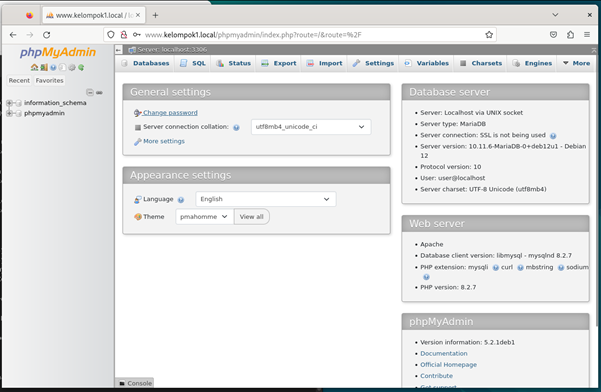 www.kelompok1.local / lo
www.kelompok1.local/phpmyadmin/index.php?route=/&route=%2F
phpMyAdmin
Recent Favorites
information_schema
phpmyadmin
Server: localhost:3306
Databases SQL Status Export Import Settings Variables Charsets Engines More
General settings
Change password
Server connection collation: utf8mb4_unicode_ci
More settings
Appearance settings
Language English
Theme pmahomme View all
Database server
Server: Localhost via UNIX socket
Server type: MariaDB
Server connection: SSL is not being used
Server version: 10.11.6-MariaDB-0+deb12u1 - Debian
12
Protocol version: 10
User: user@localhost
Server charset: UTF-8 Unicode (utf8mb4)
Web server
Apache
Database client version: libmysql - mysqlnd 8.2.7
PHP extension: mysqli curl mbstring sodium
PHP version: 8.2.7
phpMyAdmin
Version information: 5.2.1deb1
Documentation
Official Homepage
Contribute
Get support
Console